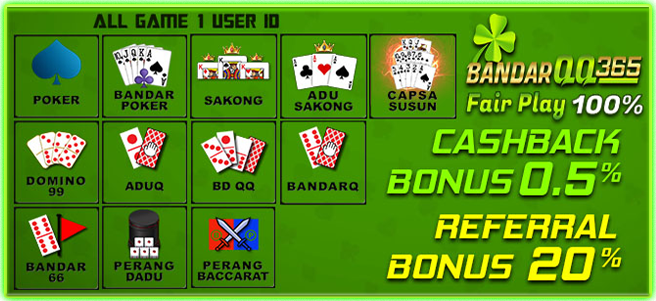 ALL GAME 1 USER ID
POKER
BANDAR
POKER
SAKONG
ADU
SAKONG
CAPSA
SUSUN
DOMINO
99
ADUQ
BD QQ
BANDARQ
BANDAR
66
PERANG
DADU
PERANG
BACCARAT
BANDARQQ365
Fair Play 100%
CASHBACK
BONUS 0.5%
REFERRAL
BONUS 20%